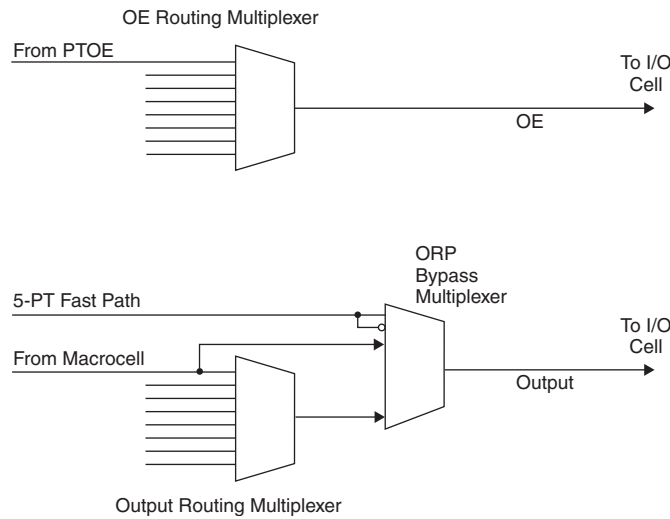 OE Routing Multiplexer
From PTOE
To I/O
Cell
OE
ORP
Bypass
Multiplexer
5-PT Fast Path
To I/O
Cell
From Macrocell
Output
Output Routing Multiplexer